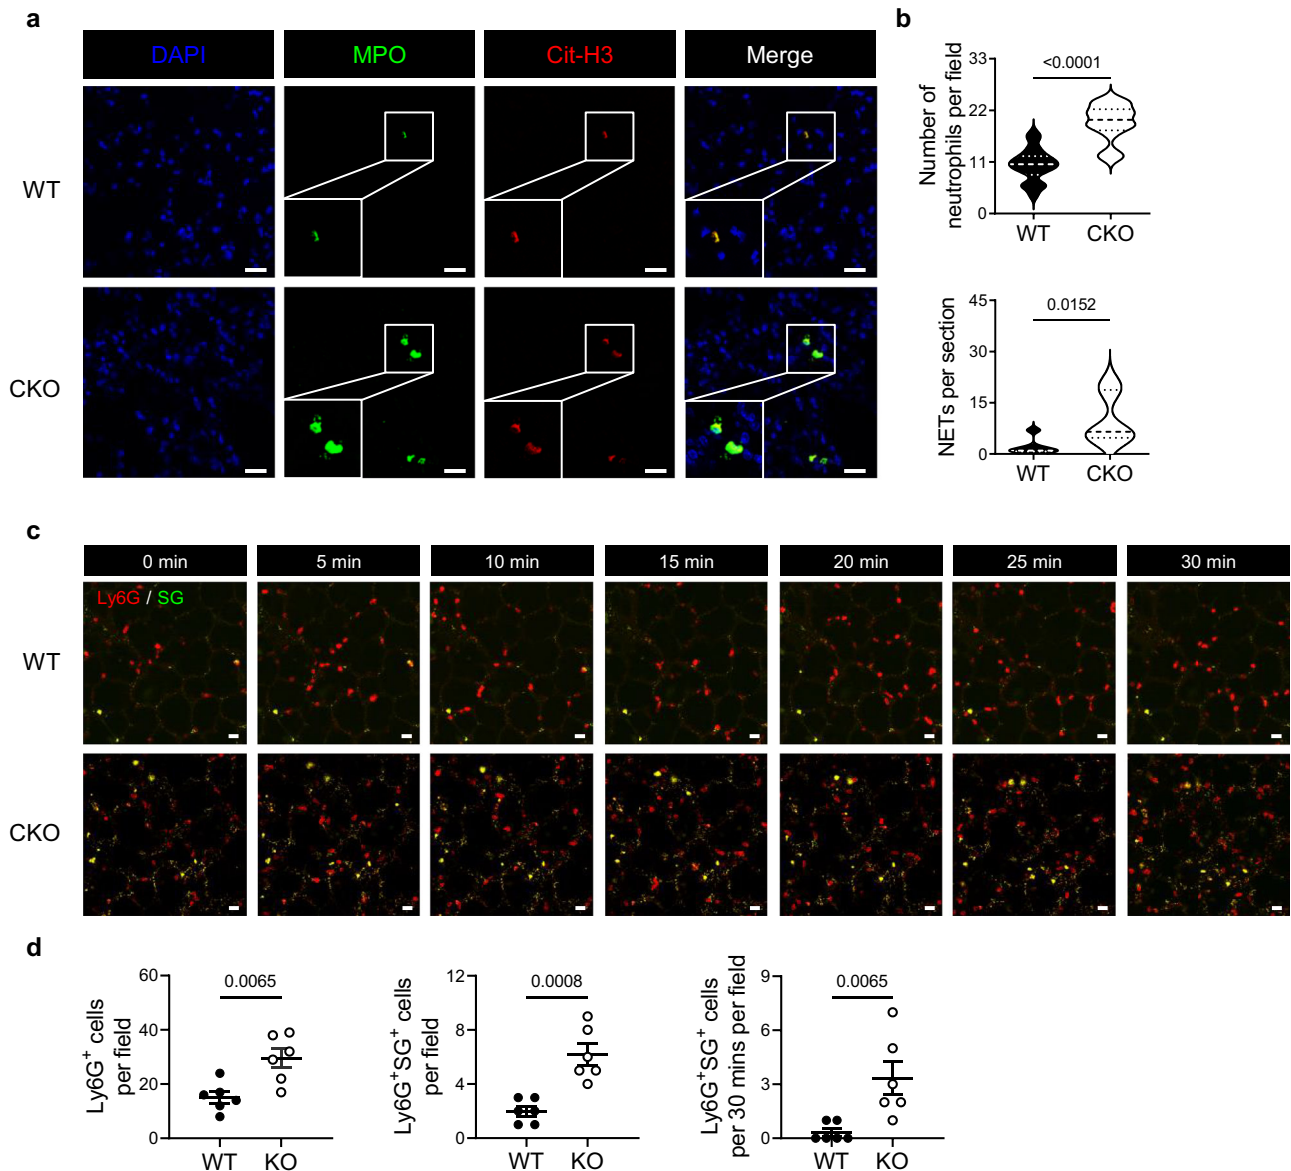 a
DAPI MPO Cit-H3 Merge
WT
CKO
b
Number of
neutrophils per field
33
22
11
0
<0.0001
WT CKO
NETs per section
45
30
15
0
0.0152
WT CKO
c
0 min 5 min 10 min 15 min 20 min 25 min 30 min
Ly6G / SG
WT
CKO
d
Ly6G⁺ cells
per field
60
40
20
0
0.0065
WT KO
Ly6G⁺SG⁺ cells
per field
12
8
4
0
0.0008
WT KO
Ly6G⁺SG⁺ cells
per 30 mins per field
9
6
3
0
0.0065
WT KO